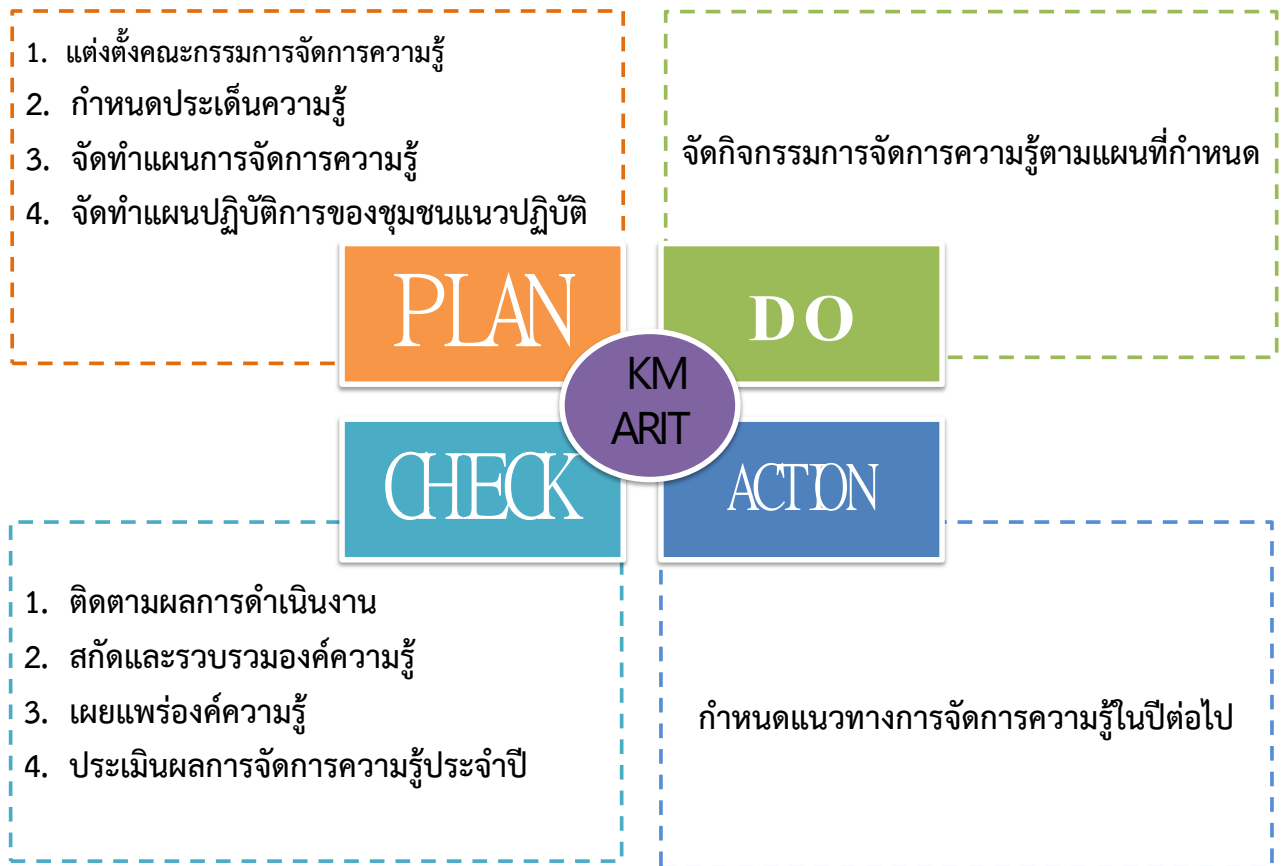 1. แต่งตั้งคณะกรรมการจัดการความรู้
2. กำหนดประเด็นความรู้
3. จัดทำแผนการจัดการความรู้
4. จัดทำแผนปฏิบัติการของชุมชนแนวปฏิบัติ
จัดกิจกรรมการจัดการความรู้ตามแผนที่กำหนด
PLAN
DO
KM
ARIT
CHECK
ACTION
1. ติดตามผลการดำเนินงาน
2. สกัดและรวบรวมองค์ความรู้
3. เผยแพร่องค์ความรู้
4. ประเมินผลการจัดการความรู้ประจำปี
กำหนดแนวทางการจัดการความรู้ในปีต่อไป